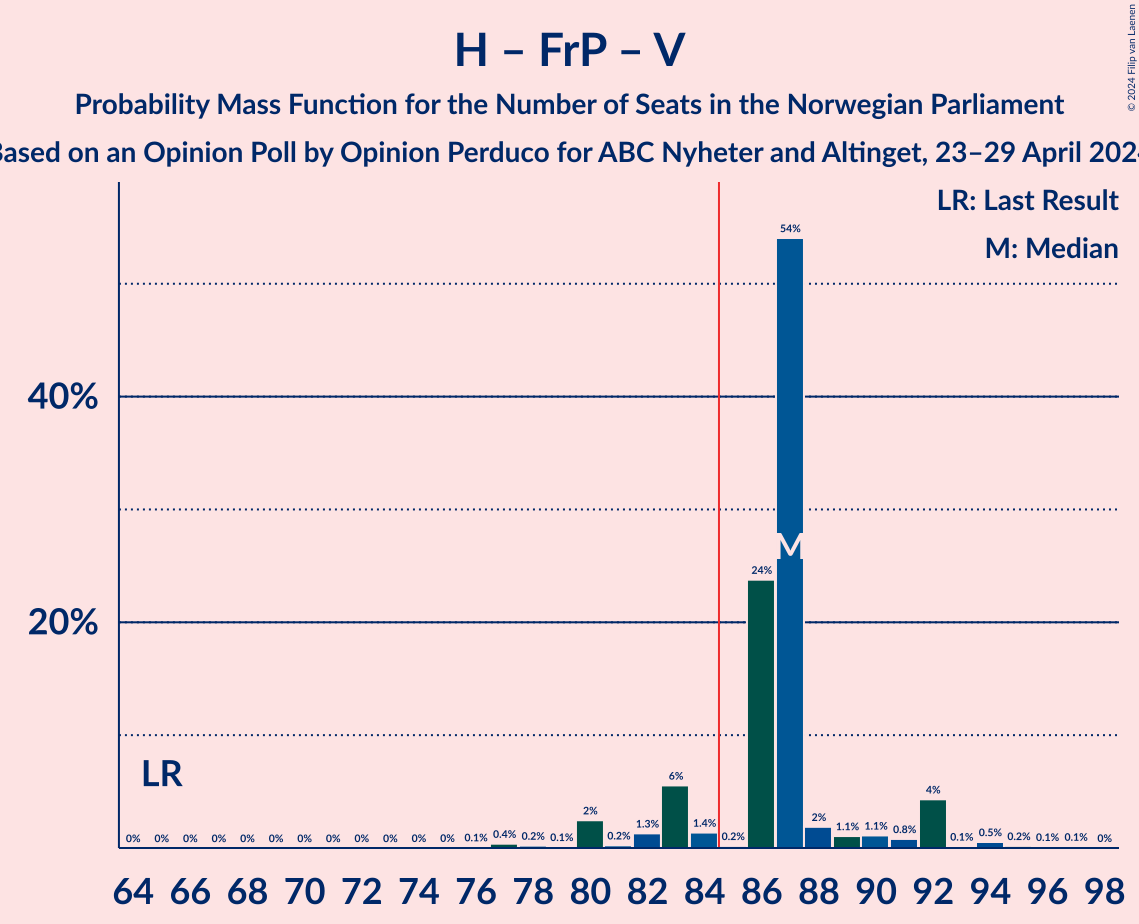 H – FrP – V
Probability Mass Function for the Number of Seats in the Norwegian Parliament
Based on an Opinion Poll by Opinion Perduco for ABC Nyheter and Altinget, 23–29 April 2024
© 2024 Filip van Laenen
LR: Last Result
M: Median
40%
20%
LR
M
0% 0% 0% 0% 0% 0% 0% 0% 0% 0% 0% 0% 0.1% 0.4% 0.2% 0.1% 2% 0.2% 1.3% 6% 1.4% 0.2% 24% 54% 2% 1.1% 1.1% 0.8% 4% 0.1% 0.5% 0.2% 0.1% 0.1% 0%
64 66 68 70 72 74 76 78 80 82 84 86 88 90 92 94 96 98